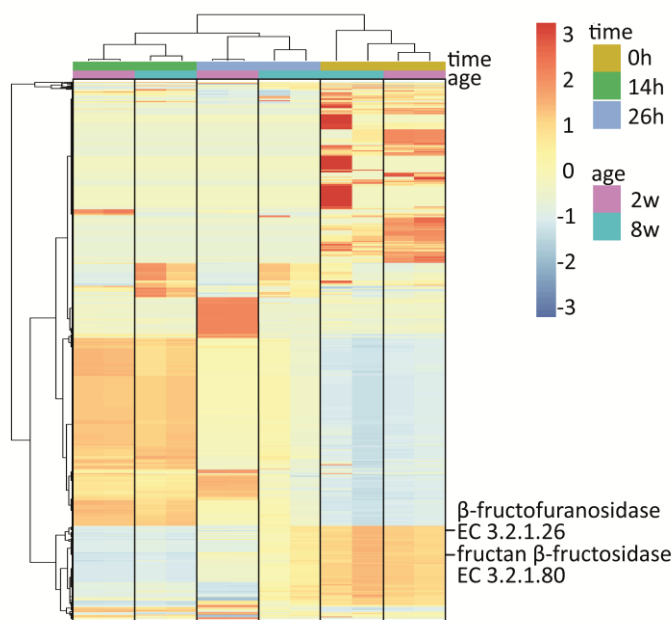 time
age
3
2
1
0
-1
-2
-3
time
0h
14h
26h
age
2w
8w
β-fructofuranosidase
EC 3.2.1.26
fructan β-fructosidase
EC 3.2.1.80